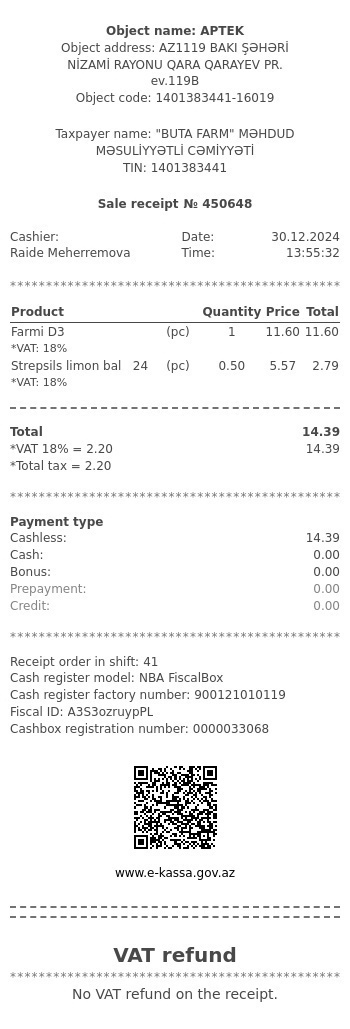 Object name: APTEK
Object address: AZ1119 BAKI ŞƏHƏRİ
NİZAMİ RAYONU QARA QARAYEV PR.
ev.119B
Object code: 1401383441-16019
Taxpayer name: "BUTA FARM" MƏHDUD
MƏSULİYYƏTLİ CƏMİYYƏTİ
TIN: 1401383441
Sale receipt № 450648
Cashier: Date: 30.12.2024
Raide Meherremova Time: 13:55:32
********************************************
Product Quantity Price Total
Farmi D3 (pc) 1 11.60 11.60
*VAT: 18%
Strepsils limon bal 24 (pc) 0.50 5.57 2.79
*VAT: 18%
Total 14.39
*VAT 18% = 2.20 14.39
*Total tax = 2.20
********************************************
Payment type
Cashless: 14.39
Cash: 0.00
Bonus: 0.00
Prepayment: 0.00
Credit: 0.00
********************************************
Receipt order in shift: 41
Cash register model: NBA FiscalBox
Cash register factory number: 900121010119
Fiscal ID: A3S3ozruypPL
Cashbox registration number: 0000033068
www.e-kassa.gov.az
VAT refund
********************************************
No VAT refund on the receipt.